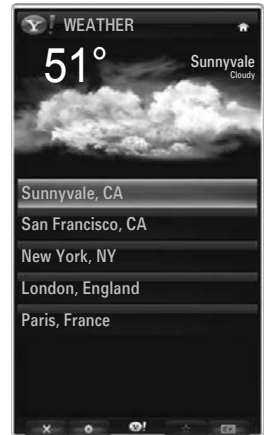 Y! WEATHER
51°
Sunnyvale
Cloudy
Sunnyvale, CA
San Francisco, CA
New York, NY
London, England
Paris, France
Y!